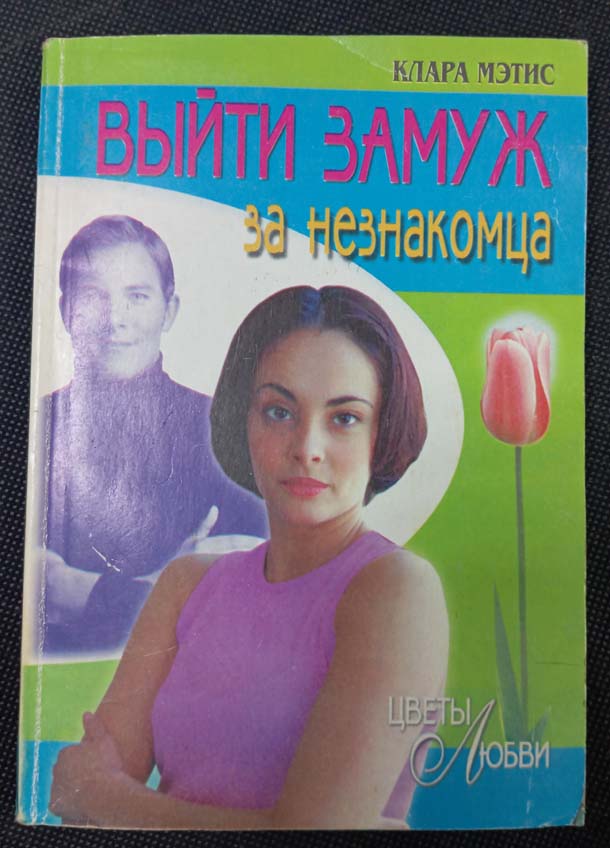 КЛАРА МЭТИС
ВЫЙТИ ЗАМУЖ
за незнакомца
ЦВЕТЫ
ЛЮБВИ